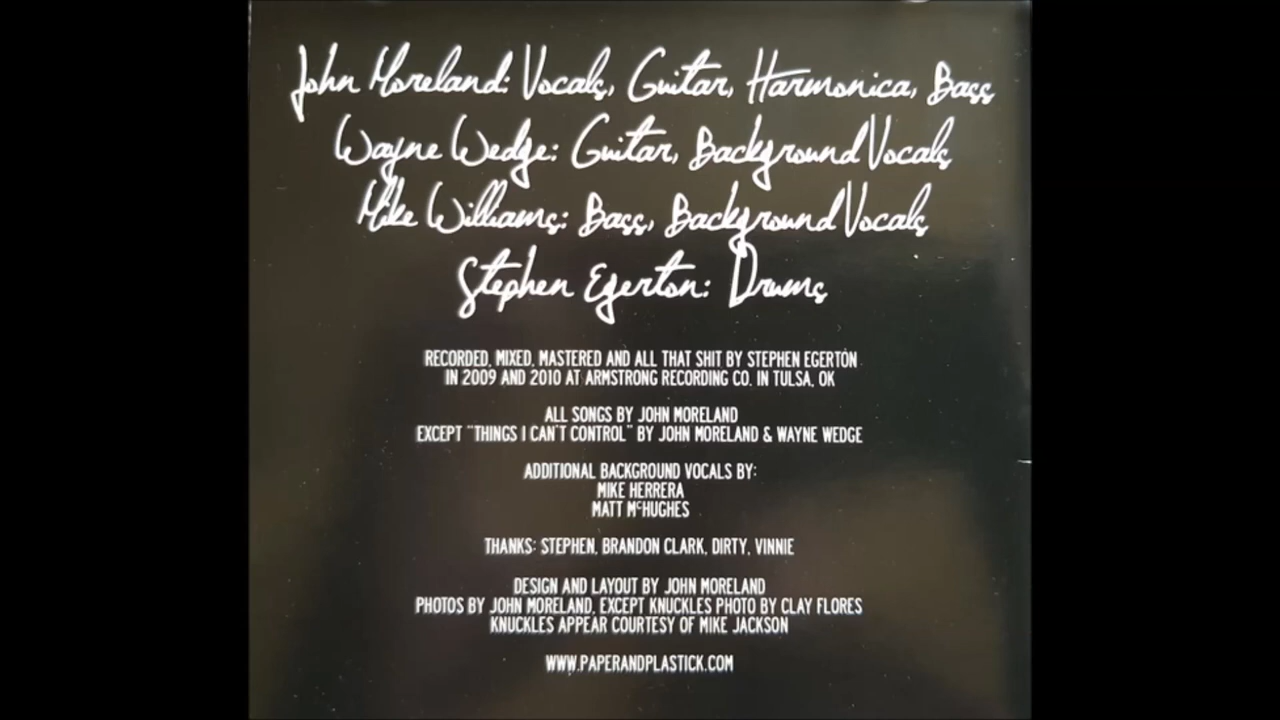 John Moreland: Vocals, Guitar, Harmonica, Bass
Wayne Wedge: Guitar, Background Vocals
Mike Williams: Bass, Background Vocals
Stephen Egerton: Drums
RECORDED, MIXED, MASTERED AND ALL THAT SHIT BY STEPHEN EGERTON
IN 2009 AND 2010 AT ARMSTRONG RECORDING CO. IN TULSA, OK
ALL SONGS BY JOHN MORELAND
EXCEPT "THINGS I CAN'T CONTROL" BY JOHN MORELAND & WAYNE WEDGE
ADDITIONAL BACKGROUND VOCALS BY:
MIKE HERRERA
MATT McHUGHES
THANKS: STEPHEN, BRANDON CLARK, DIRTY, VINNIE
DESIGN AND LAYOUT BY JOHN MORELAND
PHOTOS BY JOHN MORELAND, EXCEPT KNUCKLES PHOTO BY CLAY FLORES
KNUCKLES APPEAR COURTESY OF MIKE JACKSON
WWW.PAPERANDPLASTICK.COM